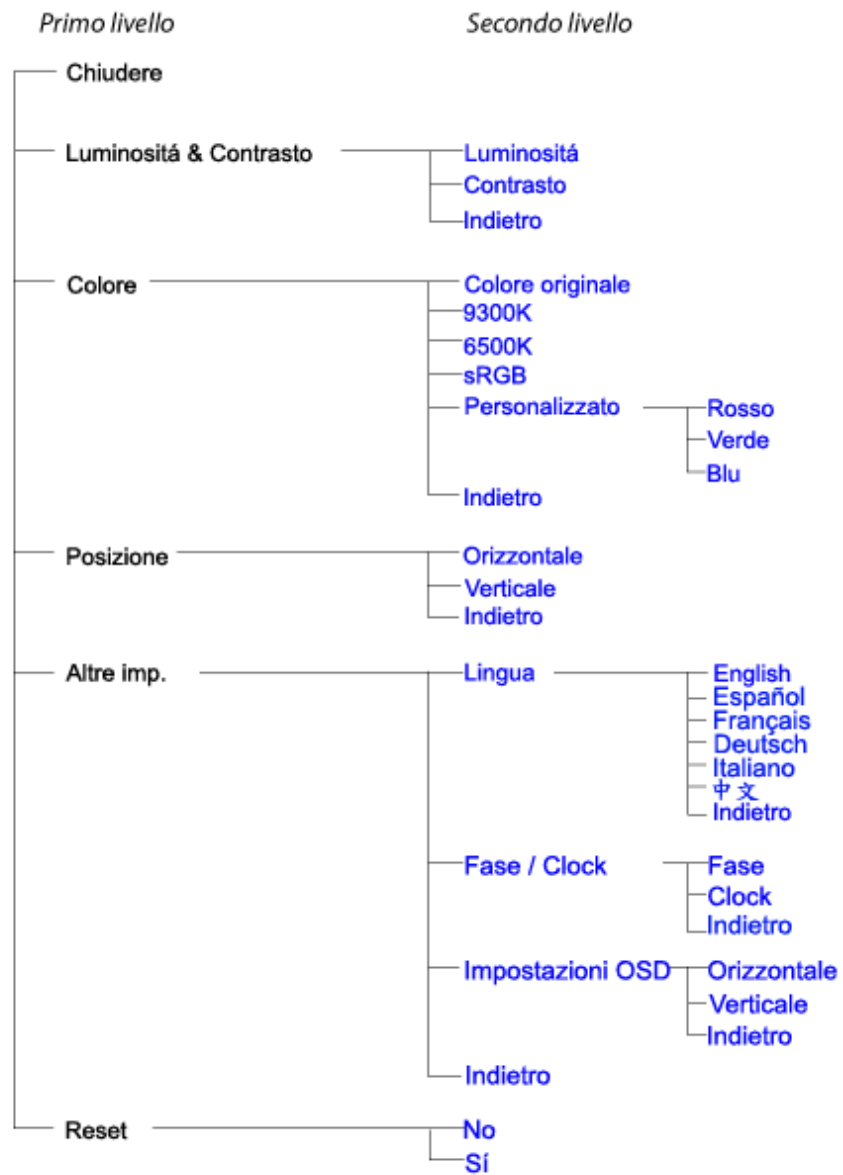 Primo livello Secondo livello
Chiudere
Luminositá & Contrasto Luminositá
Contrasto
Indietro
Colore Colore originale
9300K
6500K
sRGB
Personalizzato Rosso
Verde
Blu
Indietro
Posizione Orizzontale
Verticale
Indietro
Altre imp. Lingua English
Español
Français
Deutsch
Italiano
中文
Indietro
Fase / Clock Fase
Clock
Indietro
Impostazioni OSD Orizzontale
Verticale
Indietro
Indietro
Reset No
Sí